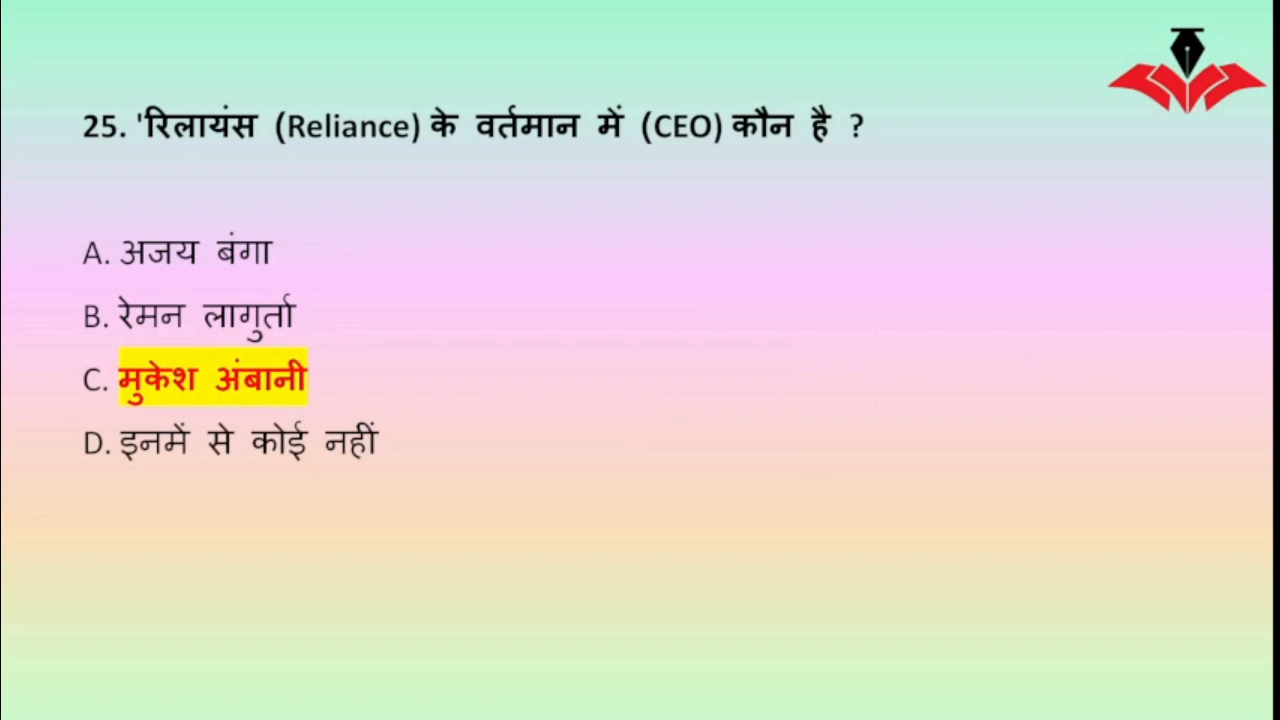 25. 'रिलायंस (Reliance) के वर्तमान में (CEO) कौन है ?
A. अजय बंगा
B. रेमन लागुर्ता
C. मुकेश अंबानी
D. इनमें से कोई नहीं